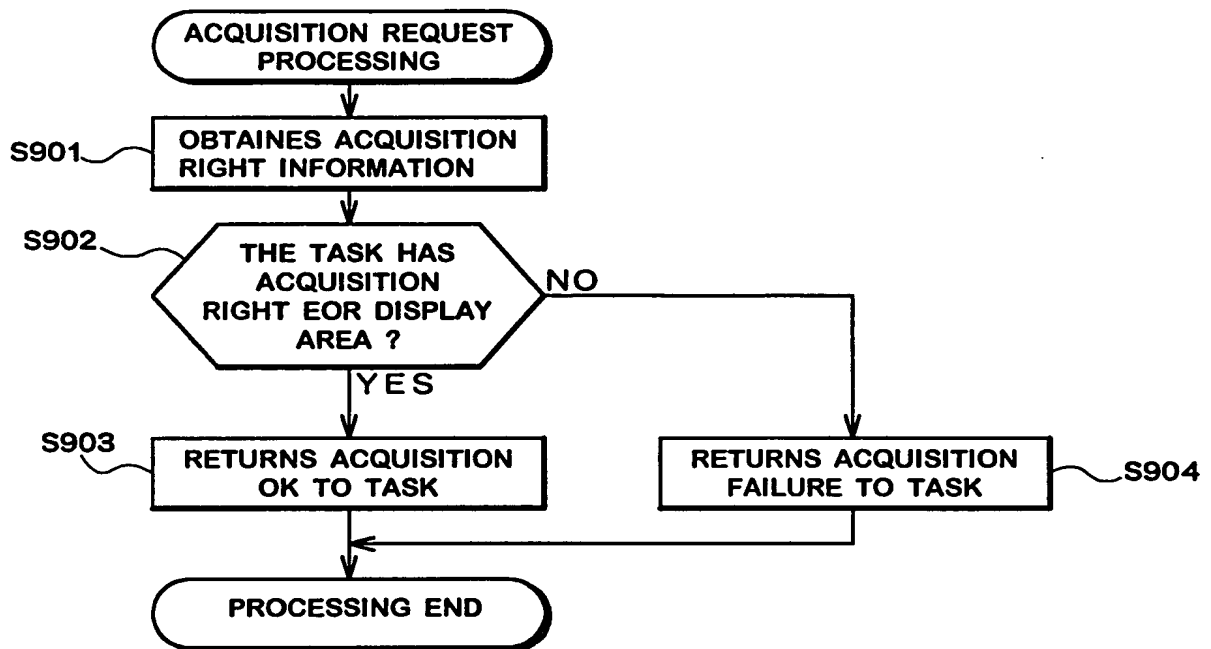 ACQUISITION REQUEST
PROCESSING
S901
OBTAINES ACQUISITION
RIGHT INFORMATION
S902
THE TASK HAS
ACQUISITION
RIGHT EOR DISPLAY
AREA ?
NO
YES
S903
RETURNS ACQUISITION
OK TO TASK
RETURNS ACQUISITION
FAILURE TO TASK
S904
PROCESSING END